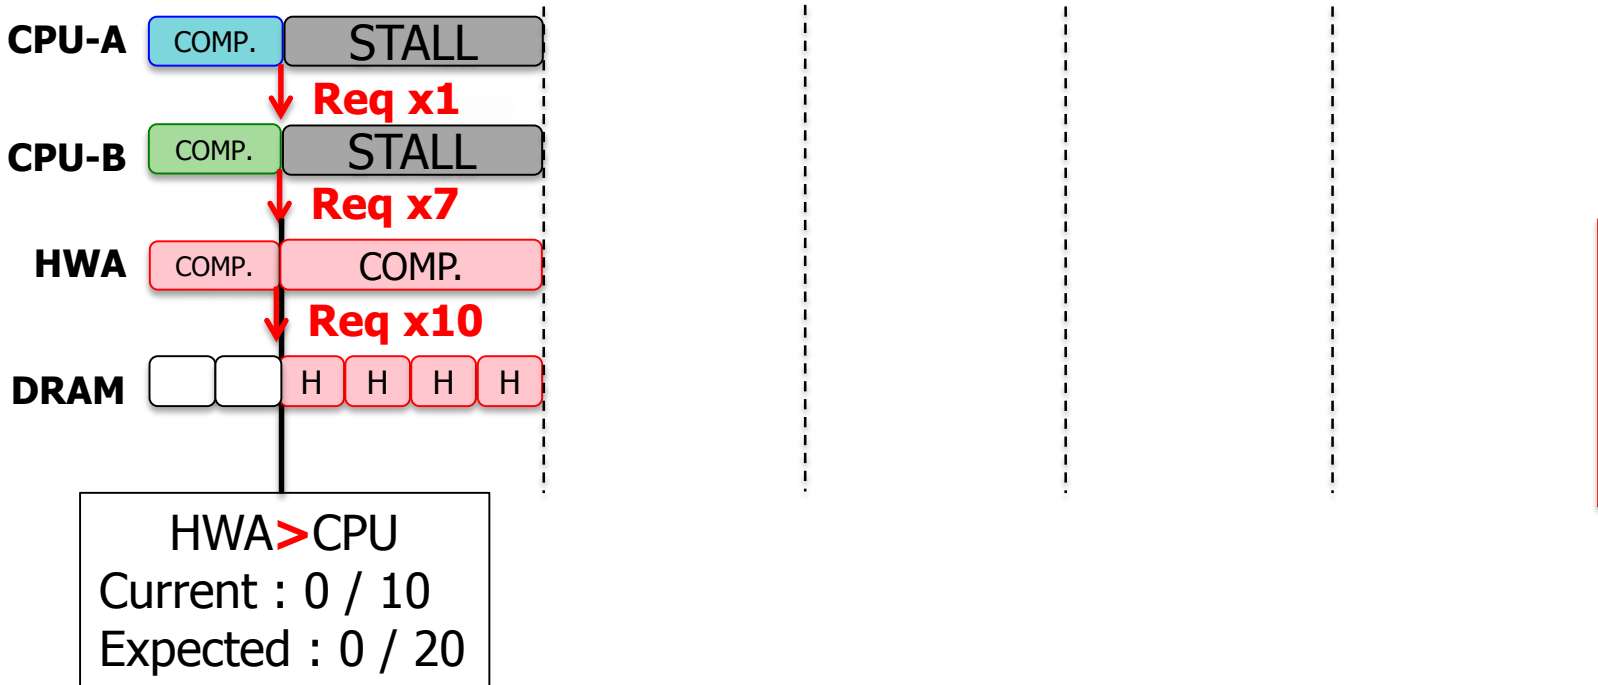 CPU-A COMP. STALL
Req x1
CPU-B COMP. STALL
Req x7
HWA COMP. COMP.
Req x10
DRAM H H H H
HWA>CPU
Current : 0 / 10
Expected : 0 / 20